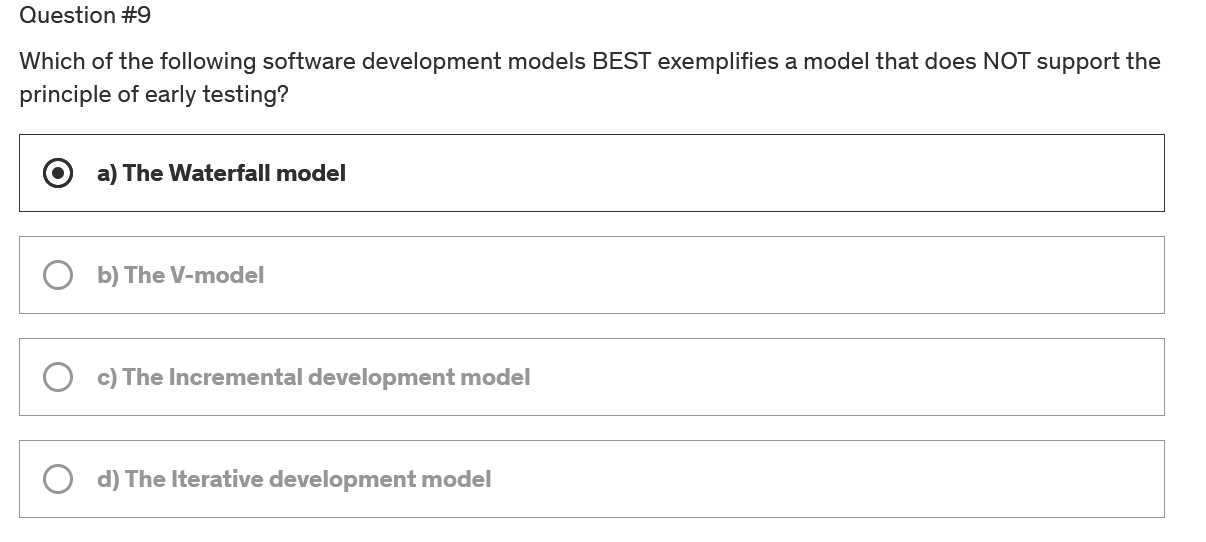 Question #9
Which of the following software development models BEST exemplifies a model that does NOT support the
principle of early testing?
a) The Waterfall model
b) The V-model
c) The Incremental development model
d) The Iterative development model